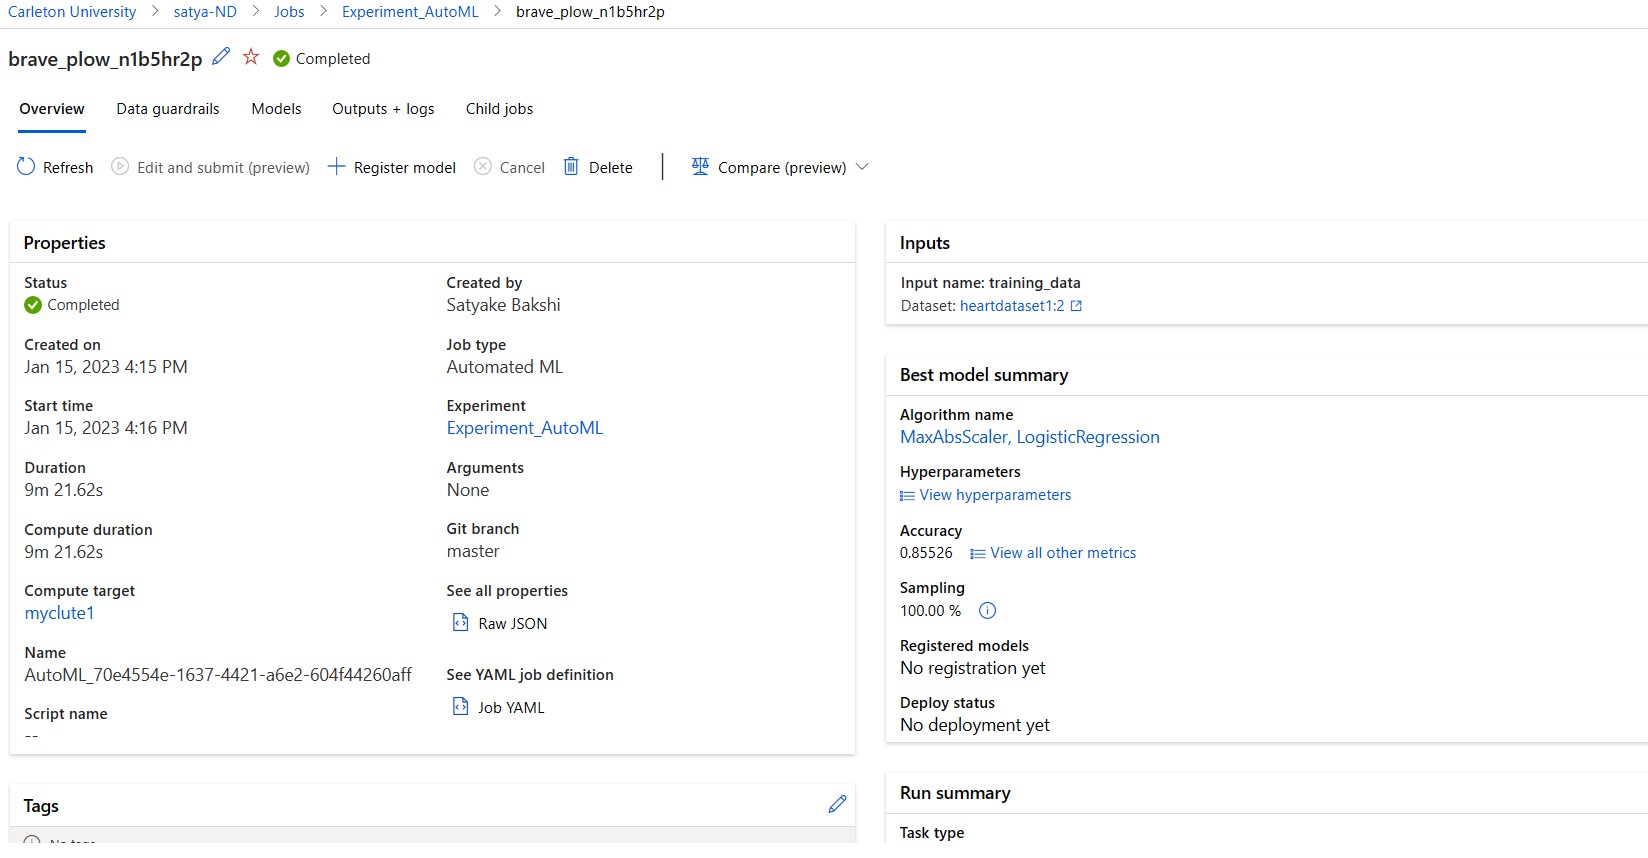 Carleton University > satya-ND > Jobs > Experiment_AutoML > brave_plow_n1b5hr2p
brave_plow_n1b5hr2p Completed
Overview Data guardrails Models Outputs + logs Child jobs
Refresh Edit and submit (preview) Register model Cancel Delete Compare (preview)
Properties
Status
Completed
Created on
Jan 15, 2023 4:15 PM
Start time
Jan 15, 2023 4:16 PM
Duration
9m 21.62s
Compute duration
9m 21.62s
Compute target
myclute1
Name
AutoML_70e4554e-1637-4421-a6e2-604f44260aff
Script name
--
Created by
Satyake Bakshi
Job type
Automated ML
Experiment
Experiment_AutoML
Arguments
None
Git branch
master
See all properties
Raw JSON
See YAML job definition
Job YAML
Tags
No tags
Inputs
Input name: training_data
Dataset: heartdataset1:2
Best model summary
Algorithm name
MaxAbsScaler, LogisticRegression
Hyperparameters
View hyperparameters
Accuracy
0.85526 View all other metrics
Sampling
100.00 %
Registered models
No registration yet
Deploy status
No deployment yet
Run summary
Task type